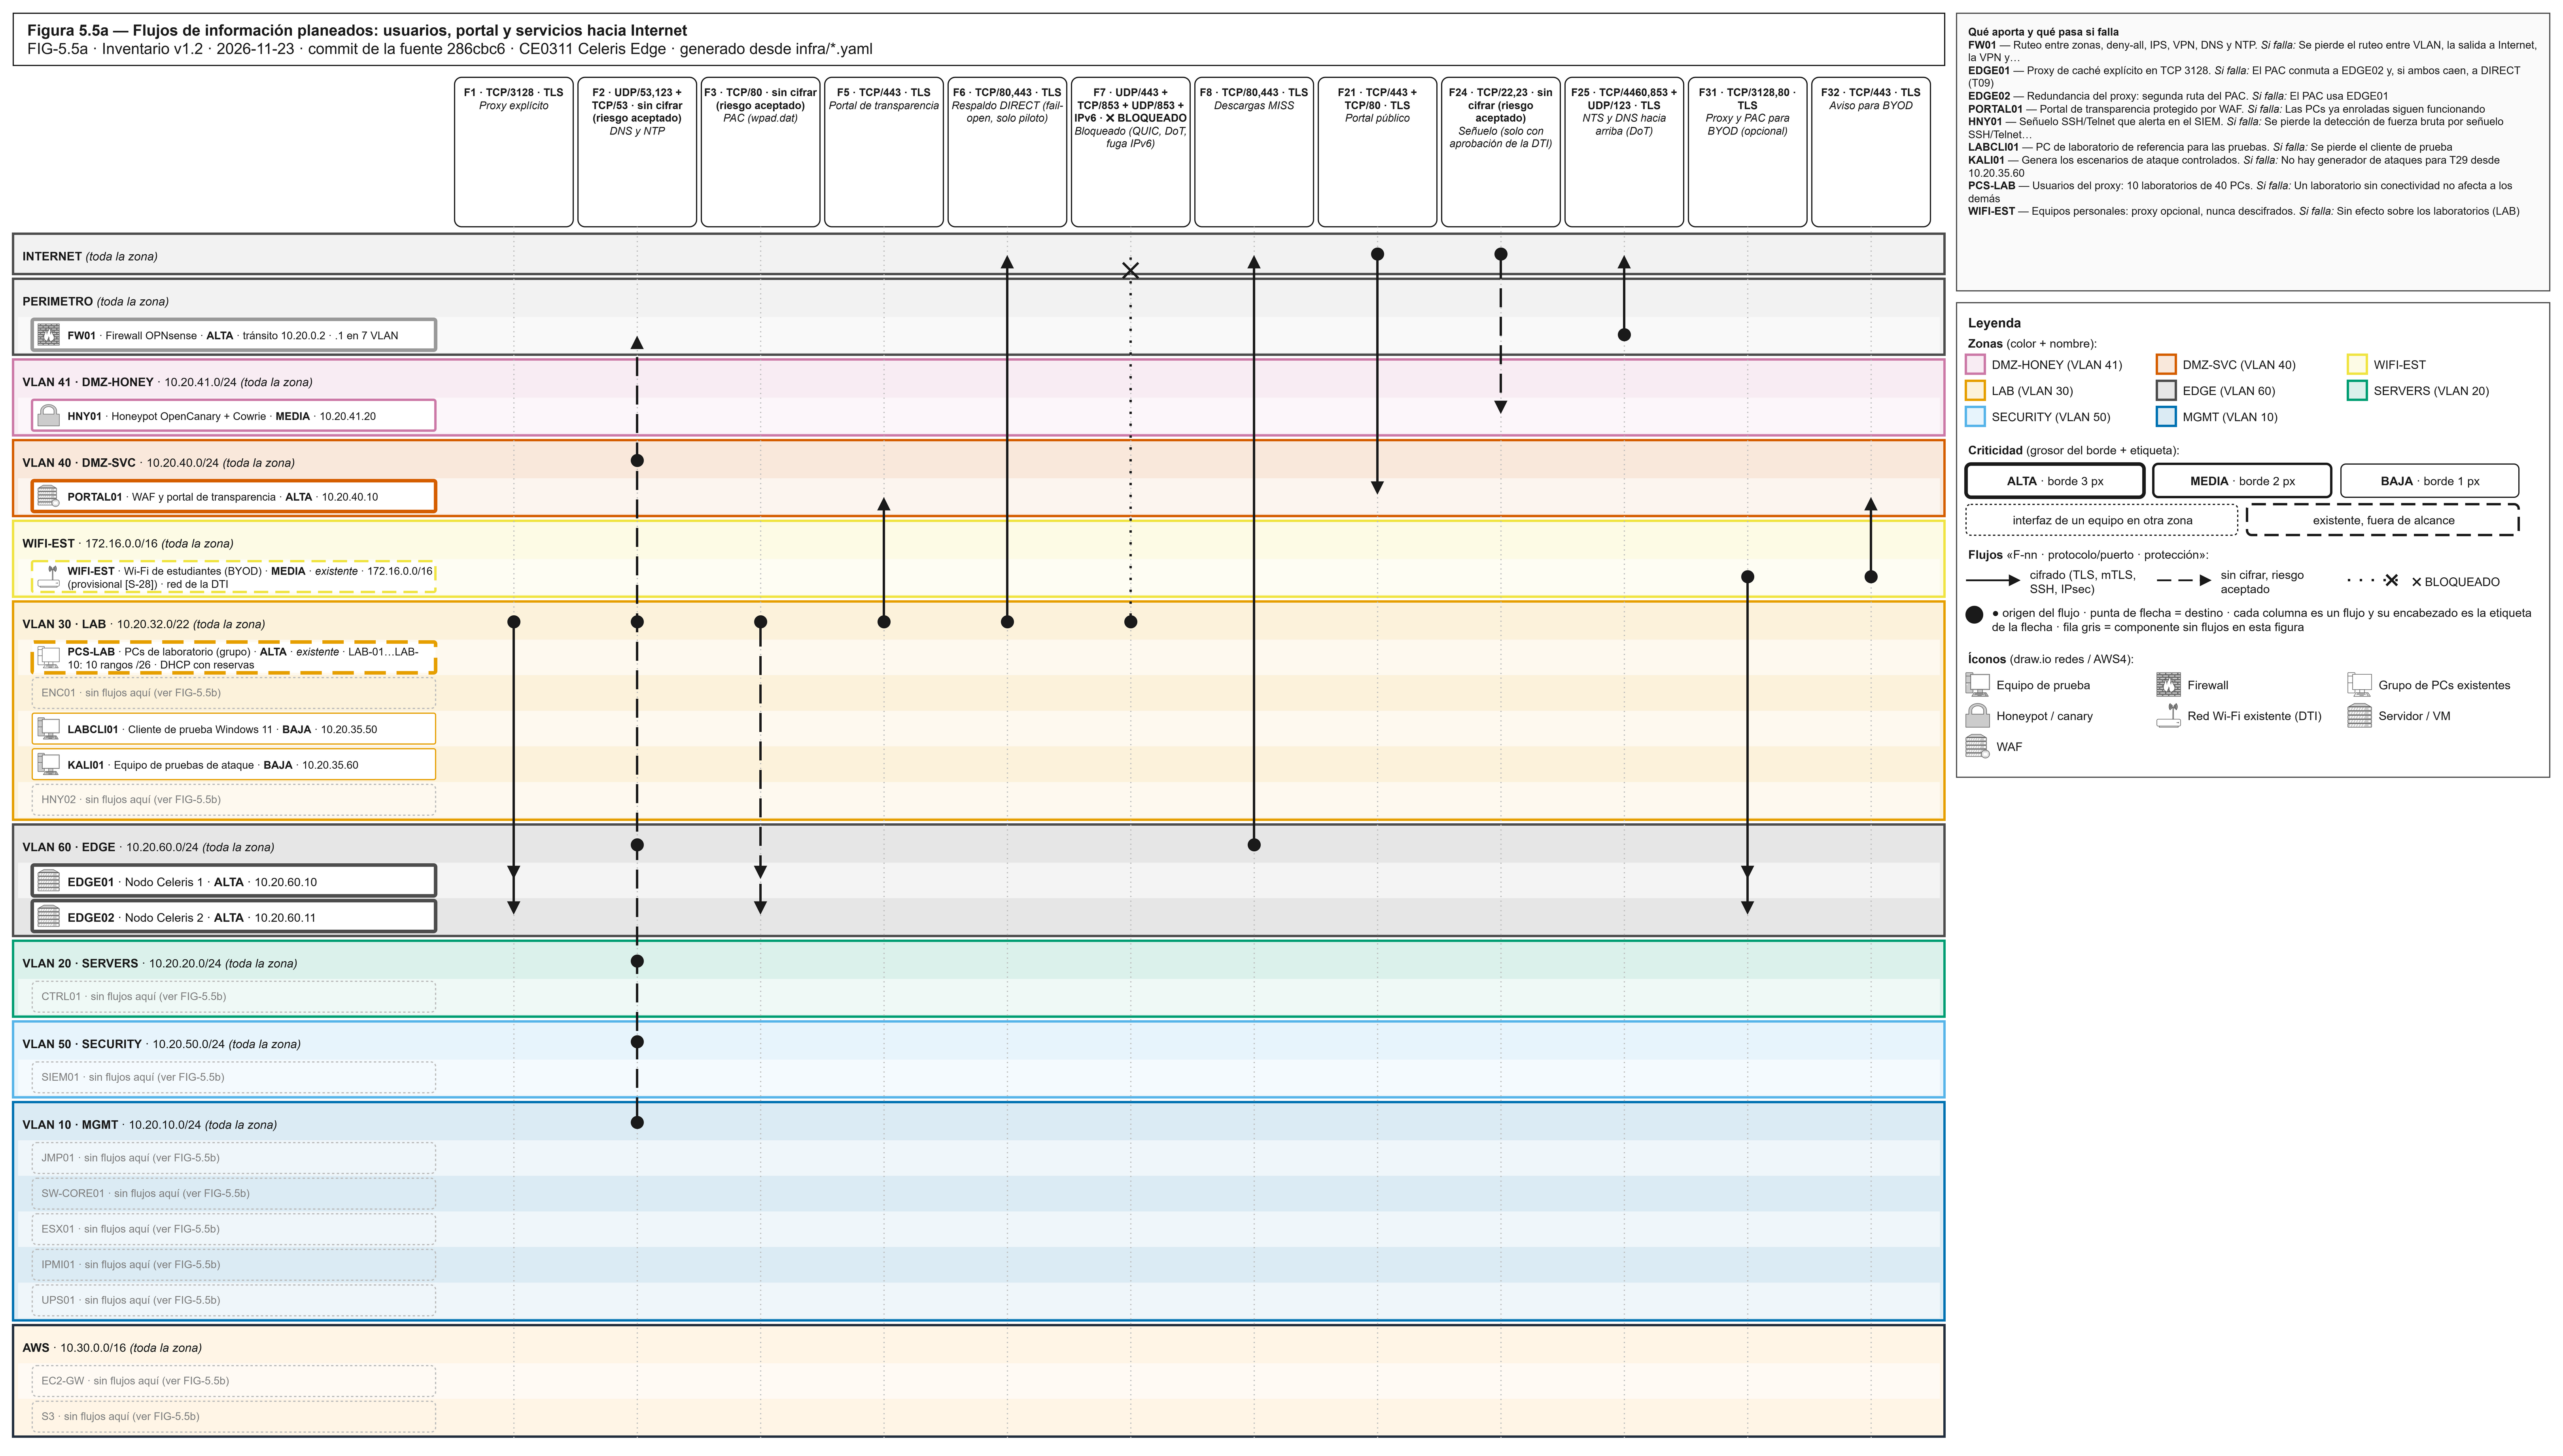 Figura 5.5a — Flujos de información planeados: usuarios, portal y servicios hacia Internet
FIG-5.5a · Inventario v1.2 · 2026-11-23 · commit de la fuente 286cbc6 · CE0311 Celeris Edge · generado desde infra/*.yaml
F1 · TCP/3128 · TLS
Proxy explícito
F2 · UDP/53,123 +
TCP/53 · sin cifrar
(riesgo aceptado)
DNS y NTP
F3 · TCP/80 · sin cifrar
(riesgo aceptado)
PAC (wpad.dat)
F5 · TCP/443 · TLS
Portal de transparencia
F6 · TCP/80,443 · TLS
Respaldo DIRECT (fail-
open, solo piloto)
F7 · UDP/443 +
TCP/853 + UDP/853 +
IPv6 · ❌ BLOQUEADO
Bloqueado (QUIC, DoT,
fuga IPv6)
F8 · TCP/80,443 · TLS
Descargas MISS
F21 · TCP/443 +
TCP/80 · TLS
Portal público
F24 · TCP/22,23 · sin
cifrar (riesgo
aceptado)
Señuelo (solo con
aprobación de la DTI)
F25 · TCP/4460,853 +
UDP/123 · TLS
NTS y DNS hacia
arriba (DoT)
F31 · TCP/3128,80 ·
TLS
Proxy y PAC para
BYOD (opcional)
F32 · TCP/443 · TLS
Aviso para BYOD
INTERNET (toda la zona)
PERIMETRO (toda la zona)
FW01 · Firewall OPNsense · ALTA · tránsito 10.20.0.2 · .1 en 7 VLAN
VLAN 41 · DMZ-HONEY · 10.20.41.0/24 (toda la zona)
HNY01 · Honeypot OpenCanary + Cowrie · MEDIA · 10.20.41.20
VLAN 40 · DMZ-SVC · 10.20.40.0/24 (toda la zona)
PORTAL01 · WAF y portal de transparencia · ALTA · 10.20.40.10
WIFI-EST · 172.16.0.0/16 (toda la zona)
WIFI-EST · Wi-Fi de estudiantes (BYOD) · MEDIA · existente · 172.16.0.0/16
(provisional [S-28]) · red de la DTI
VLAN 30 · LAB · 10.20.32.0/22 (toda la zona)
PCS-LAB · PCs de laboratorio (grupo) · ALTA · existente · LAB-01…LAB-
10: 10 rangos /26 · DHCP con reservas
ENC01 · sin flujos aquí (ver FIG-5.5b)
LABCLI01 · Cliente de prueba Windows 11 · BAJA · 10.20.35.50
KALI01 · Equipo de pruebas de ataque · BAJA · 10.20.35.60
HNY02 · sin flujos aquí (ver FIG-5.5b)
VLAN 60 · EDGE · 10.20.60.0/24 (toda la zona)
EDGE01 · Nodo Celeris 1 · ALTA · 10.20.60.10
EDGE02 · Nodo Celeris 2 · ALTA · 10.20.60.11
VLAN 20 · SERVERS · 10.20.20.0/24 (toda la zona)
CTRL01 · sin flujos aquí (ver FIG-5.5b)
VLAN 50 · SECURITY · 10.20.50.0/24 (toda la zona)
SIEM01 · sin flujos aquí (ver FIG-5.5b)
VLAN 10 · MGMT · 10.20.10.0/24 (toda la zona)
JMP01 · sin flujos aquí (ver FIG-5.5b)
SW-CORE01 · sin flujos aquí (ver FIG-5.5b)
ESX01 · sin flujos aquí (ver FIG-5.5b)
IPMI01 · sin flujos aquí (ver FIG-5.5b)
UPS01 · sin flujos aquí (ver FIG-5.5b)
AWS · 10.30.0.0/16 (toda la zona)
EC2-GW · sin flujos aquí (ver FIG-5.5b)
S3 · sin flujos aquí (ver FIG-5.5b)
Qué aporta y qué pasa si falla
FW01 — Ruteo entre zonas, deny-all, IPS, VPN, DNS y NTP. Si falla: Se pierde el ruteo entre VLAN, la salida a Internet,
la VPN y…
EDGE01 — Proxy de caché explícito en TCP 3128. Si falla: El PAC conmuta a EDGE02 y, si ambos caen, a DIRECT
(T09)
EDGE02 — Redundancia del proxy: segunda ruta del PAC. Si falla: El PAC usa EDGE01
PORTAL01 — Portal de transparencia protegido por WAF. Si falla: Las PCs ya enroladas siguen funcionando
HNY01 — Señuelo SSH/Telnet que alerta en el SIEM. Si falla: Se pierde la detección de fuerza bruta por señuelo
SSH/Telnet…
LABCLI01 — PC de laboratorio de referencia para las pruebas. Si falla: Se pierde el cliente de prueba
KALI01 — Genera los escenarios de ataque controlados. Si falla: No hay generador de ataques para T29 desde
10.20.35.60
PCS-LAB — Usuarios del proxy: 10 laboratorios de 40 PCs. Si falla: Un laboratorio sin conectividad no afecta a los
demás
WIFI-EST — Equipos personales: proxy opcional, nunca descifrados. Si falla: Sin efecto sobre los laboratorios (LAB)
Leyenda
Zonas (color + nombre):
DMZ-HONEY (VLAN 41)
DMZ-SVC (VLAN 40)
WIFI-EST
LAB (VLAN 30)
EDGE (VLAN 60)
SERVERS (VLAN 20)
SECURITY (VLAN 50)
MGMT (VLAN 10)
Criticidad (grosor del borde + etiqueta):
ALTA · borde 3 px
MEDIA · borde 2 px
BAJA · borde 1 px
interfaz de un equipo en otra zona
existente, fuera de alcance
Flujos «F-nn · protocolo/puerto · protección»:
cifrado (TLS, mTLS,
SSH, IPsec)
sin cifrar, riesgo
aceptado
✕ BLOQUEADO
● origen del flujo · punta de flecha = destino · cada columna es un flujo y su encabezado es la etiqueta
de la flecha · fila gris = componente sin flujos en esta figura
Íconos (draw.io redes / AWS4):
Equipo de prueba
Firewall
Grupo de PCs existentes
Honeypot / canary
Red Wi-Fi existente (DTI)
Servidor / VM
WAF